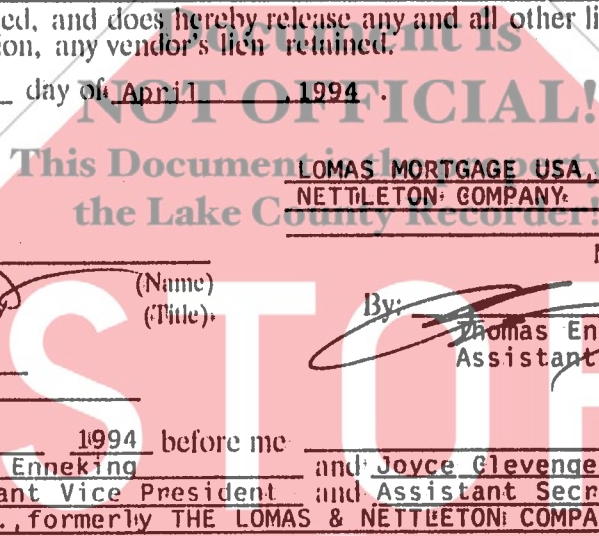 ed, and does hereby release any and all other li
ion, any vendor's lien retained.
Document is
day of April , 1994 .
NOT OFFICIAL!
This Document is the property
the Lake County Recorder!
LOMAS MORTGAGE USA,
NETTLETON COMPANY
(Name)
(Title)
By:
Thomas En
Assistant
STOP
1994 before me
Enneking and Joyce Clevenge
ant Vice President and Assistant Secr
., formerly THE LOMAS & NETTLETON COMPA